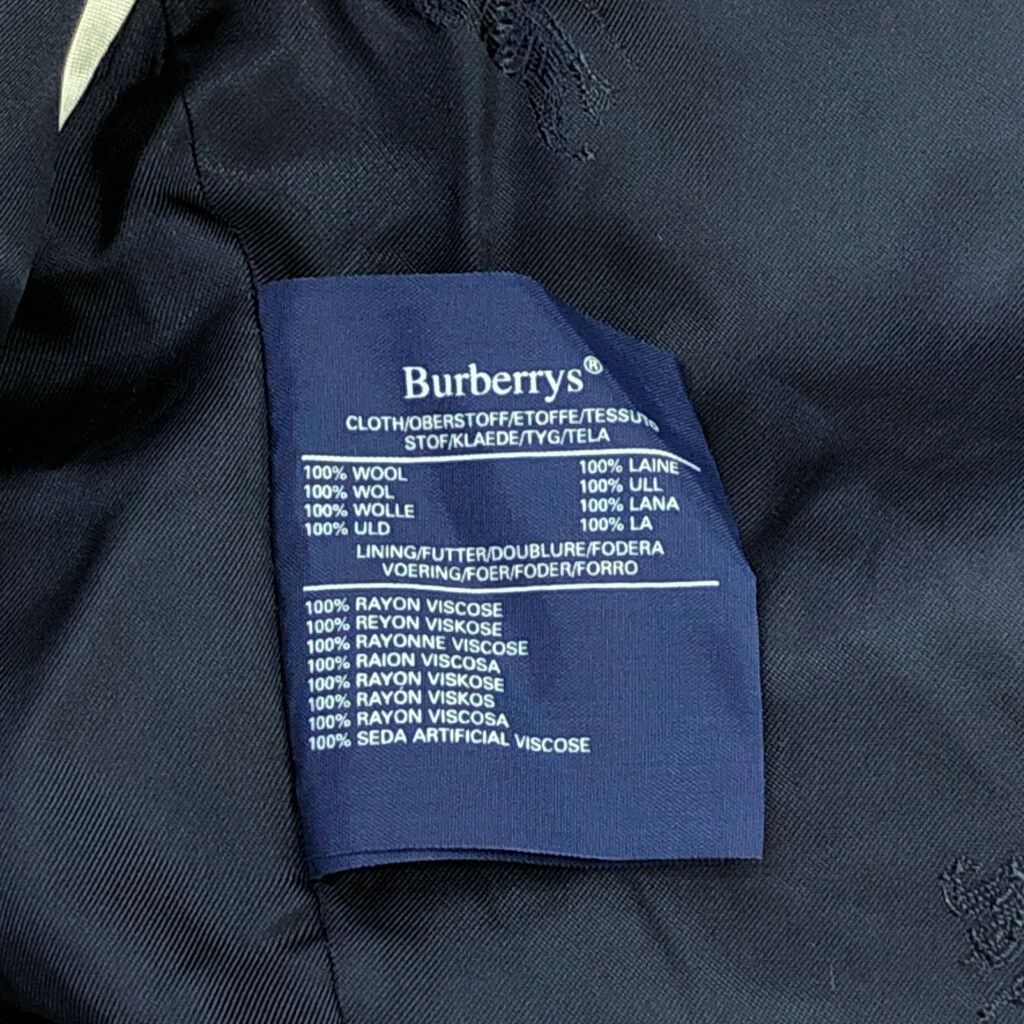 Burberrys®
CLOTH/OBERSTOFF/ETOFFE/TESSUTO
STOF/KLAEDE/TYG/TELA
100% WOOL 100% LAINE
100% WOL 100% ULL
100% WOLLE 100% LANA
100% ULD 100% LA
LINING/FUTTER/DOUBLURE/FODERA
VOERING/FOER/FODER/FORRO
100% RAYON VISCOSE
100% REYON VISKOSE
100% RAYONNE VISCOSE
100% RAION VISCOSA
100% RAYON VISKOSE
100% RAYÓN VISKOS
100% RAYON VISCOSA
100% SEDA ARTIFICIAL VISCOSE